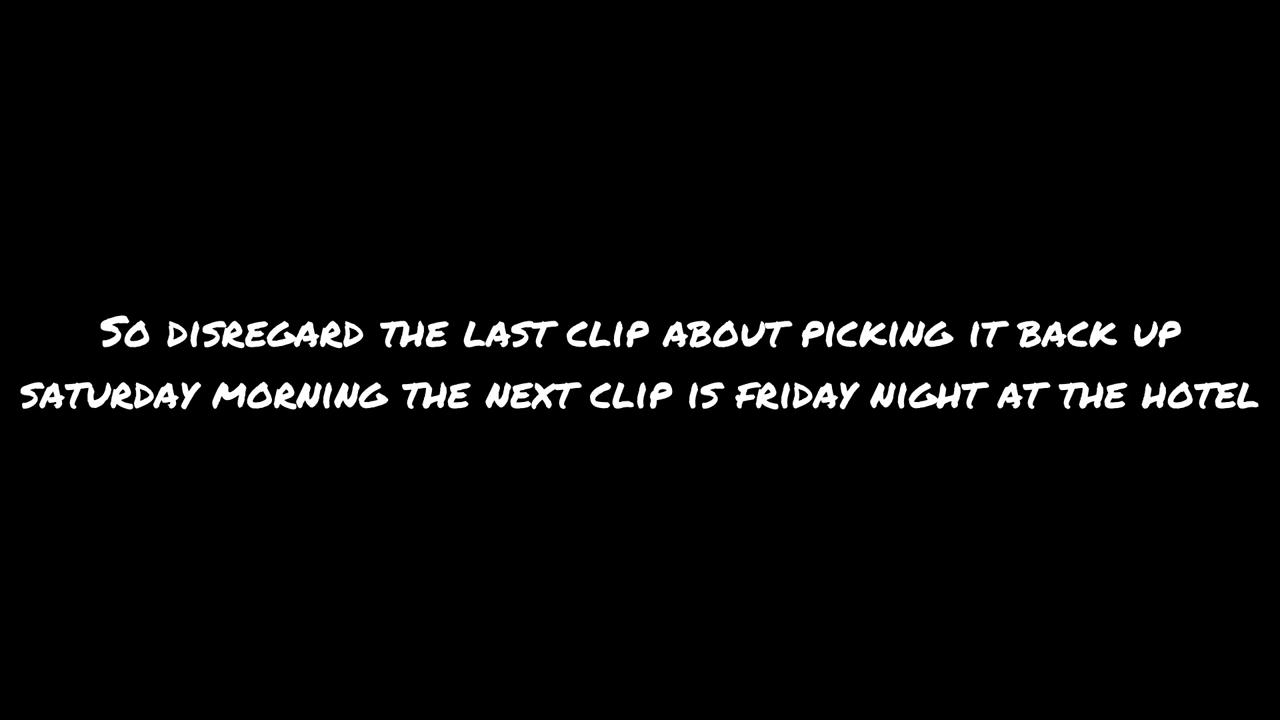 So disregard the last clip about picking it back up
saturday morning the next clip is friday night at the hotel